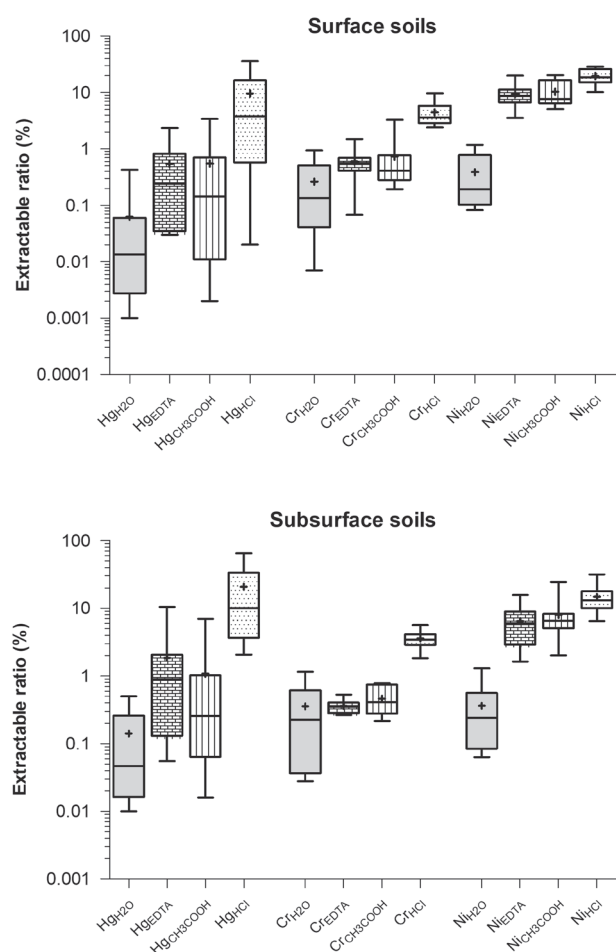 Surface soils
Extractable ratio (%)
100
10
1
0.1
0.01
0.001
0.0001
HgH2O
HgEDTA
HgCH3COOH
HgHCl
CrH2O
CrEDTA
CrCH3COOH
CrHCl
NiH2O
NiEDTA
NiCH3COOH
NiHCl
Subsurface soils
Extractable ratio (%)
100
10
1
0.1
0.01
0.001
HgH2O
HgEDTA
HgCH3COOH
HgHCl
CrH2O
CrEDTA
CrCH3COOH
CrHCl
NiH2O
NiEDTA
NiCH3COOH
NiHCl